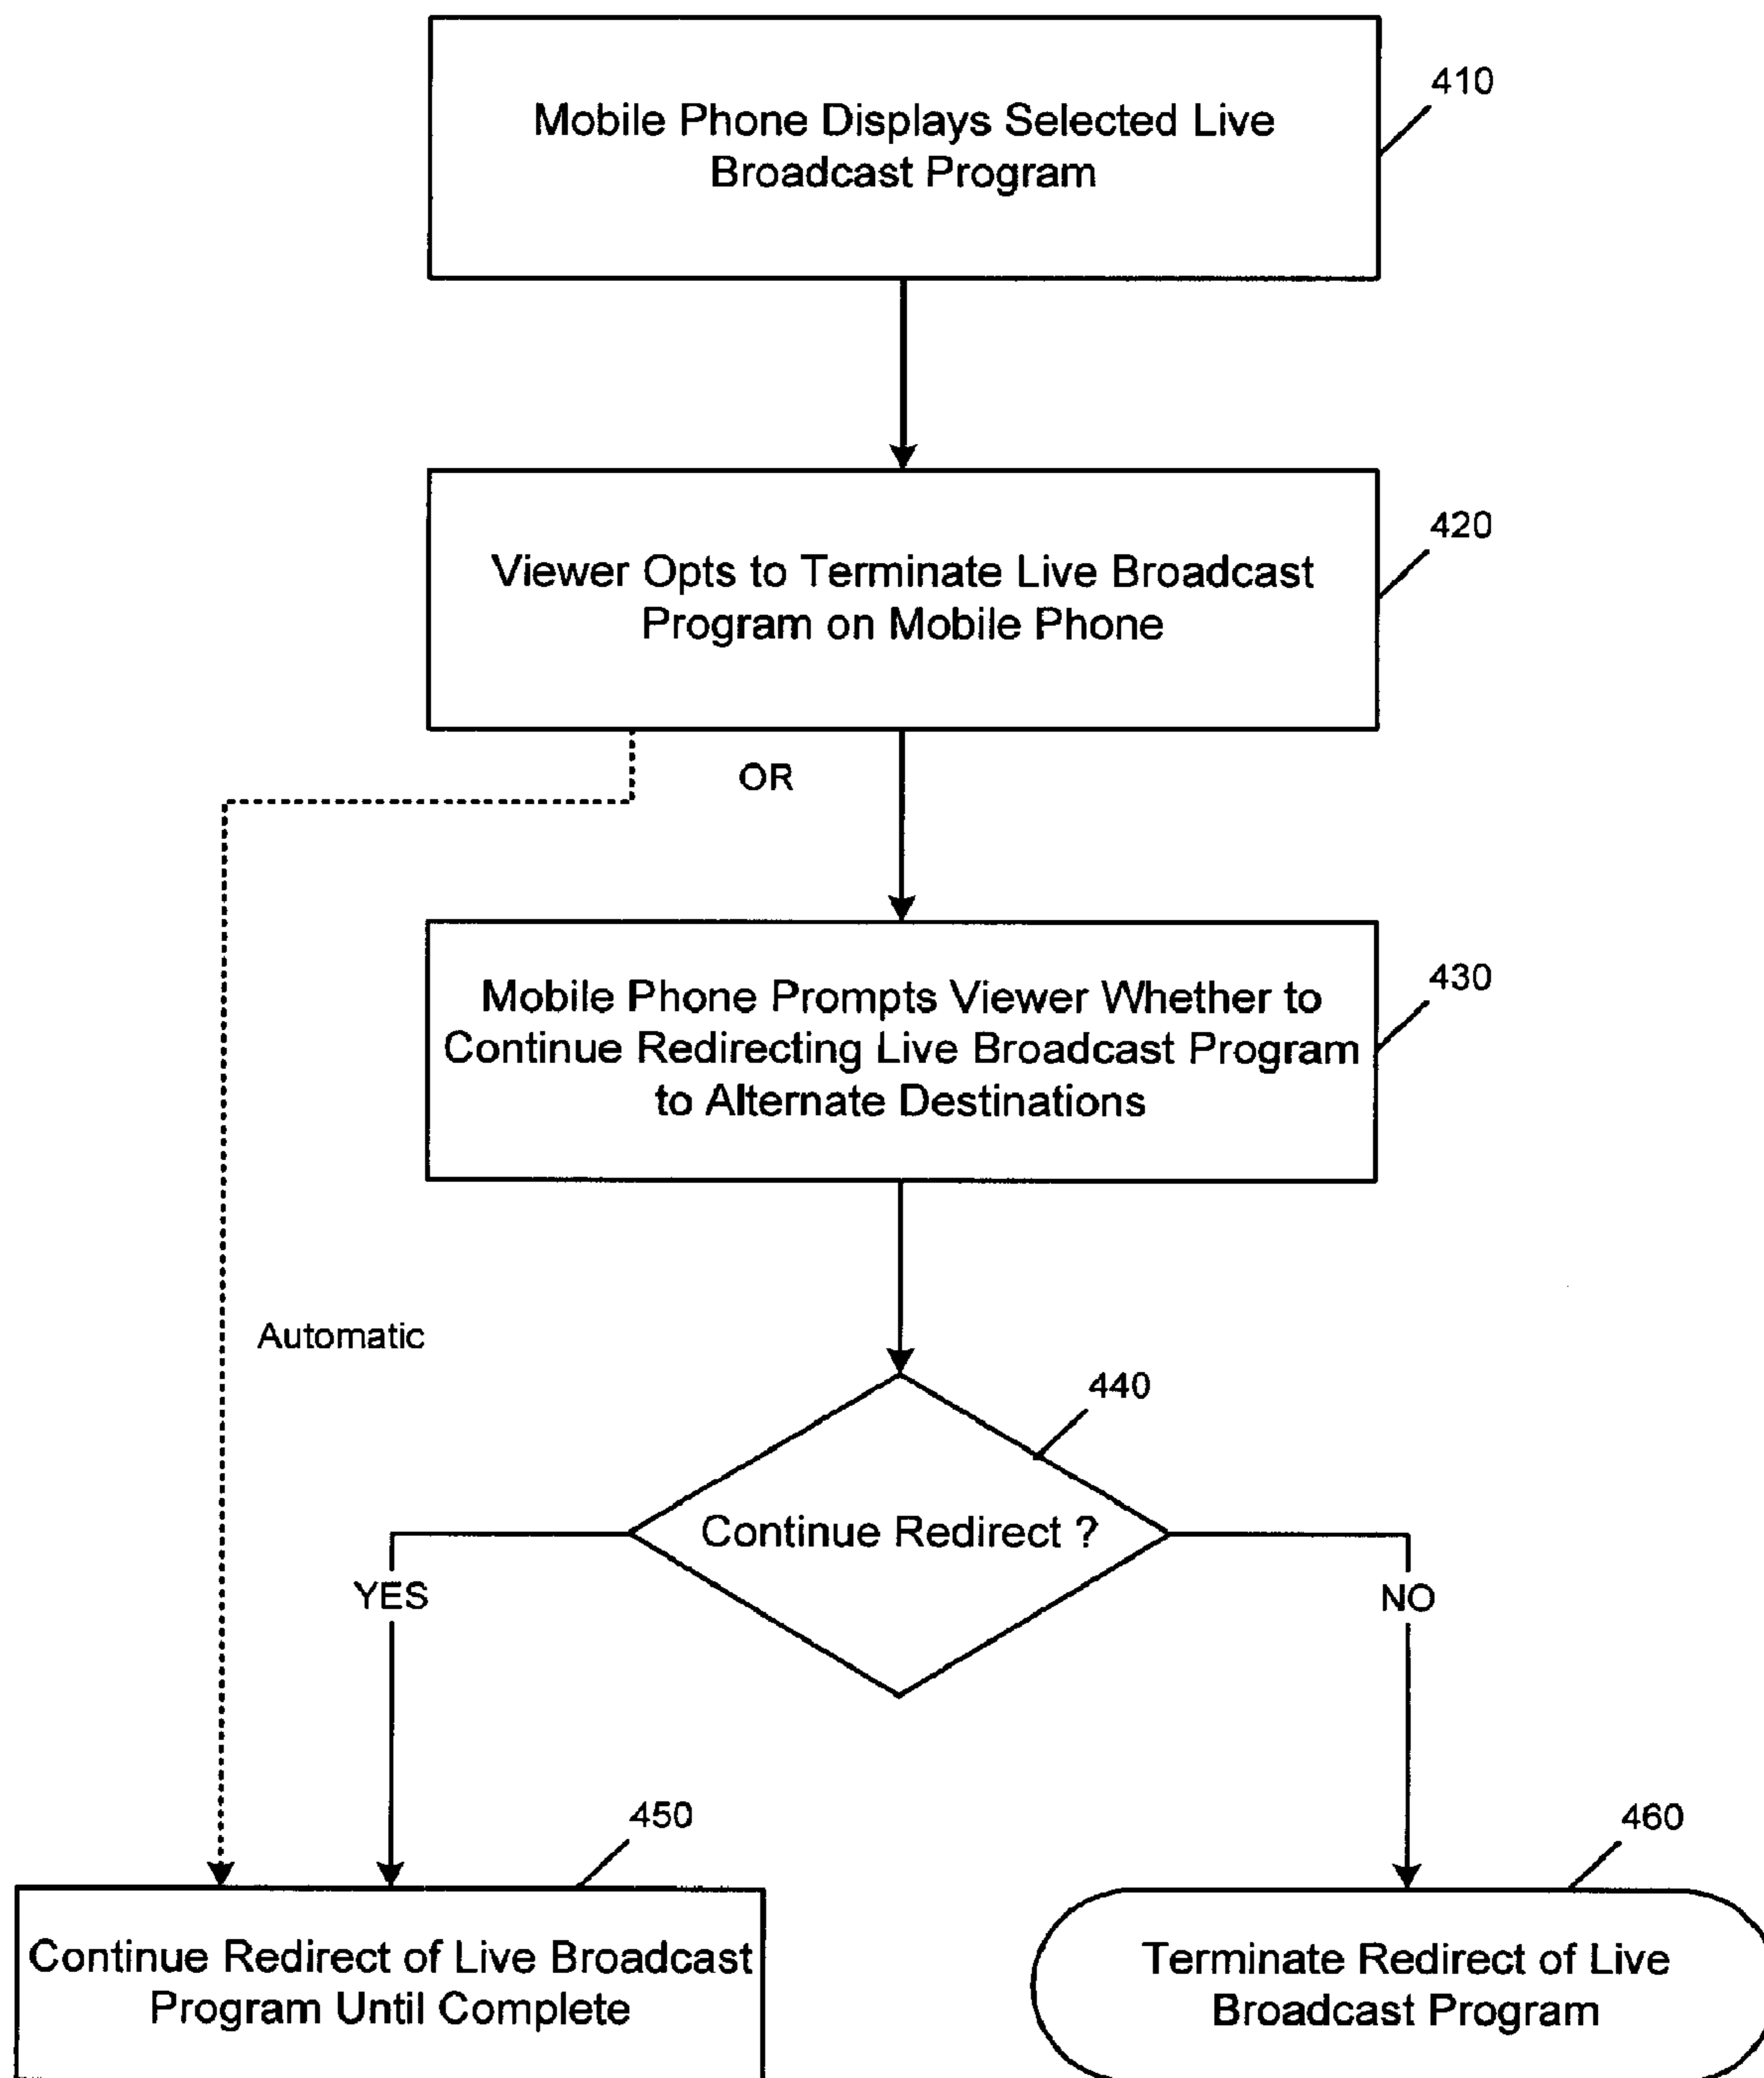 Mobile Phone Displays Selected Live
Broadcast Program
410
Viewer Opts to Terminate Live Broadcast
Program on Mobile Phone
420
OR
Mobile Phone Prompts Viewer Whether to
Continue Redirecting Live Broadcast Program
to Alternate Destinations
430
Automatic
440
Continue Redirect ?
YES
NO
450
Continue Redirect of Live Broadcast
Program Until Complete
460
Terminate Redirect of Live
Broadcast Program